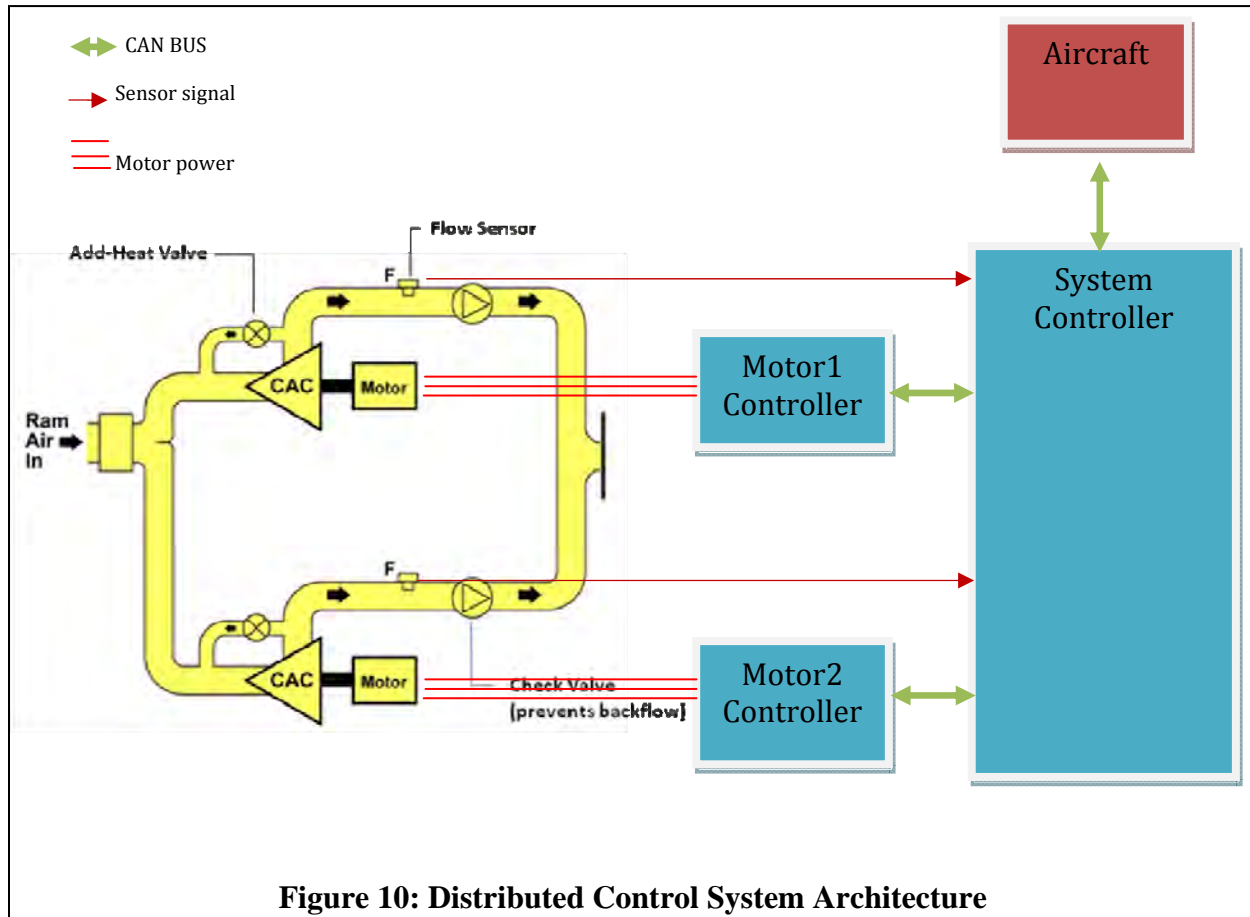 CAN BUS
Sensor signal
Motor power
Aircraft
System
Controller
Flow Sensor
Add-Heat Valve
F
Motor1
Controller
CAC
Motor
Ram
Air
In
F
Motor2
Controller
CAC
Motor
Check Valve
(prevents backflow)
Figure 10: Distributed Control System Architecture